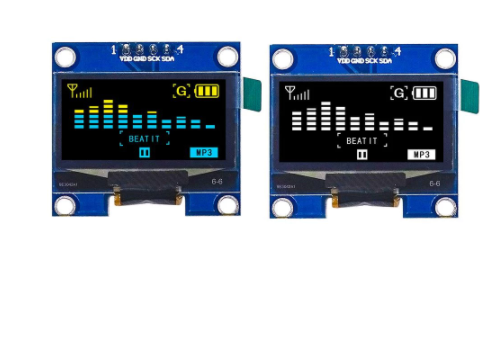 1 4
VDD GND SCK SDA
G
BEAT IT
MP3
6-6
1 4
VDD GND SCK SDA
G
BEAT IT
MP3
6-6